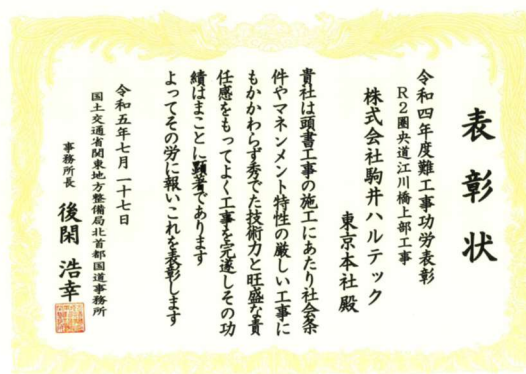 表彰状
令和四年度難工事功労表彰
R2圏央道江川橋上部工事
株式会社駒井ハルテック
東京本社殿
貴社は頭書工事の施工にあたり社会条
件やマネンメント特性の厳しい工事に
もかかわらず秀でた技術力と旺盛な責
任感をもってよく工事を完遂しその功
績はまことに顕著であります
よってその労に報いこれを表彰します
令和五年七月二十七日
国土交通省関東地方整備局北首都国道事務所
事務所長 後閑浩幸